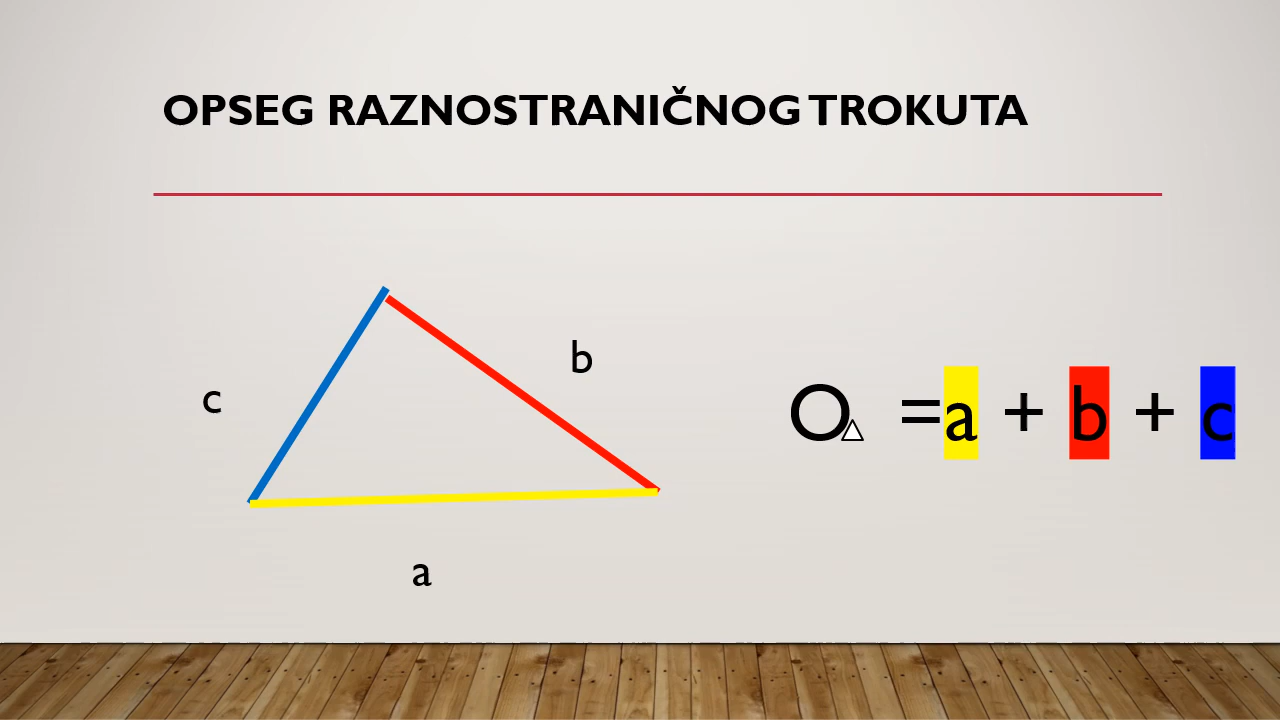 OPSEG RAZNOSTRANIČNOG TROKUTA
c
b
a
O△ =a + b + c